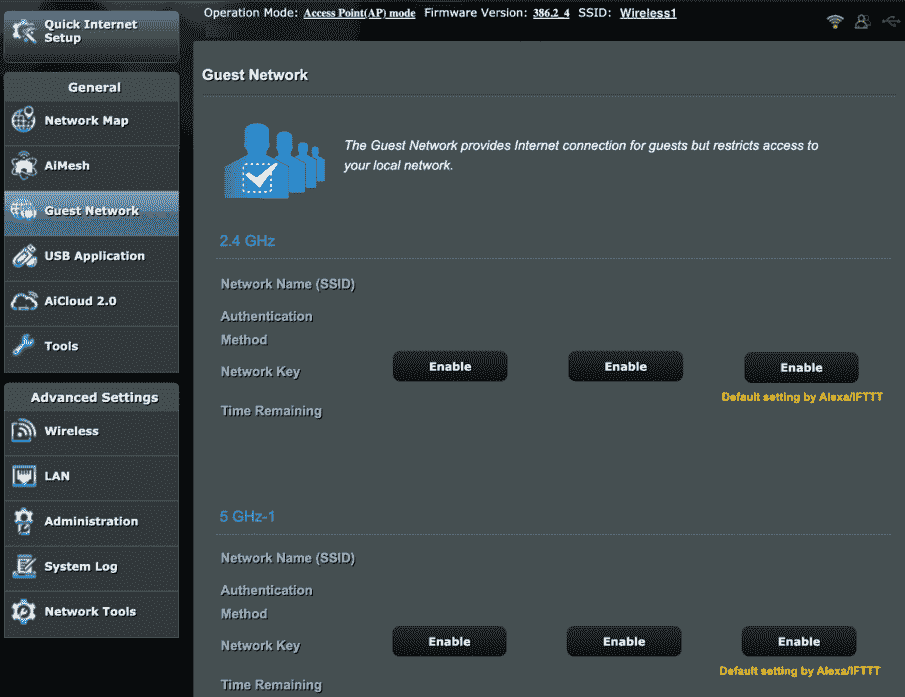 Operation Mode: Access Point(AP) mode Firmware Version: 386.2_4 SSID: Wireless1
Quick Internet
Setup
General
Network Map
AiMesh
Guest Network
USB Application
AiCloud 2.0
Tools
Advanced Settings
Wireless
LAN
Administration
System Log
Network Tools
Guest Network
The Guest Network provides Internet connection for guests but restricts access to
your local network.
2.4 GHz
Network Name (SSID)
Authentication
Method
Network Key
Time Remaining
Enable Enable Enable
Default setting by Alexa/IFTTT
5 GHz-1
Network Name (SSID)
Authentication
Method
Network Key
Time Remaining
Enable Enable Enable
Default setting by Alexa/IFTTT